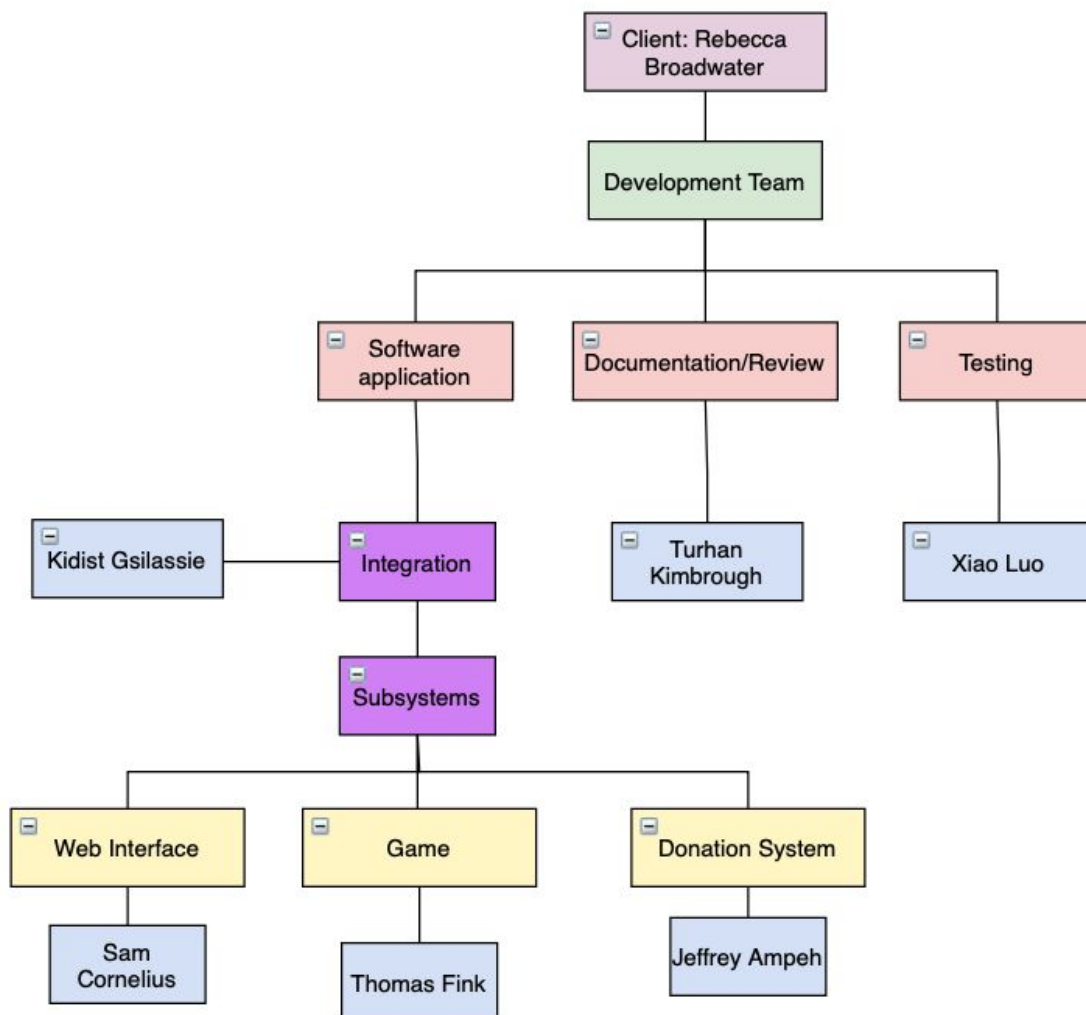 Client: Rebecca
Broadwater
Development Team
Software
application
Documentation/Review
Testing
Kidist Gsilassie
Integration
Turhan
Kimbrough
Xiao Luo
Subsystems
Web Interface
Game
Donation System
Sam
Cornelius
Thomas Fink
Jeffrey Ampeh